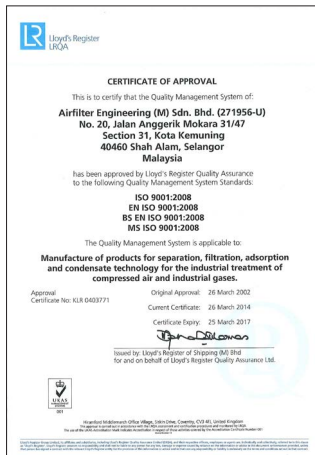 Lloyd's Register
LRQA
CERTIFICATE OF APPROVAL
This is to certify that the Quality Management System of:
Airfilter Engineering (M) Sdn. Bhd. (271956-U)
No. 20, Jalan Anggerik Mokara 31/47
Section 31, Kota Kemuning
40460 Shah Alam, Selangor
Malaysia
has been approved by Lloyd's Register Quality Assurance
to the following Quality Management System Standards:
ISO 9001:2008
EN ISO 9001:2008
BS EN ISO 9001:2008
MS ISO 9001:2008
The Quality Management System is applicable to:
Manufacture of products for separation, filtration, adsorption
and condensate technology for the industrial treatment of
compressed air and industrial gases.
Approval
Certificate No: KLR 0403771
Original Approval: 26 March 2002
Current Certificate: 26 March 2014
Certificate Expiry: 25 March 2017
Issued by: Lloyd's Register of Shipping (M) Bhd
for and on behalf of Lloyd's Register Quality Assurance Ltd.
UKAS
001